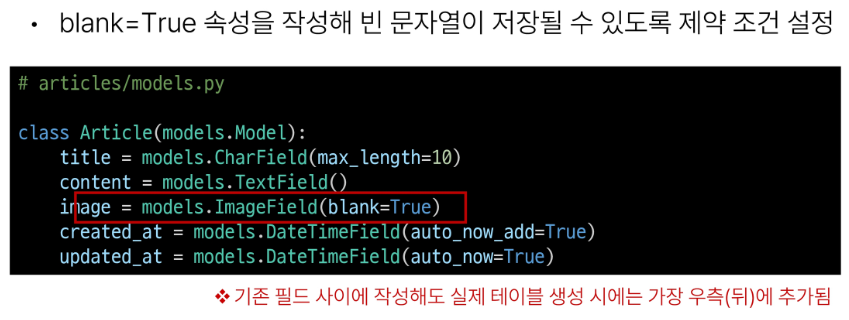 • blank=True 속성을 작성해 빈 문자열이 저장될 수 있도록 제약 조건 설정
# articles/models.py
class Article(models.Model):
    title = models.CharField(max_length=10)
    content = models.TextField()
    image = models.ImageField(blank=True)
    created_at = models.DateTimeField(auto_now_add=True)
    updated_at = models.DateTimeField(auto_now=True)
❖ 기존 필드 사이에 작성해도 실제 테이블 생성 시에는 가장 우측(뒤)에 추가됨